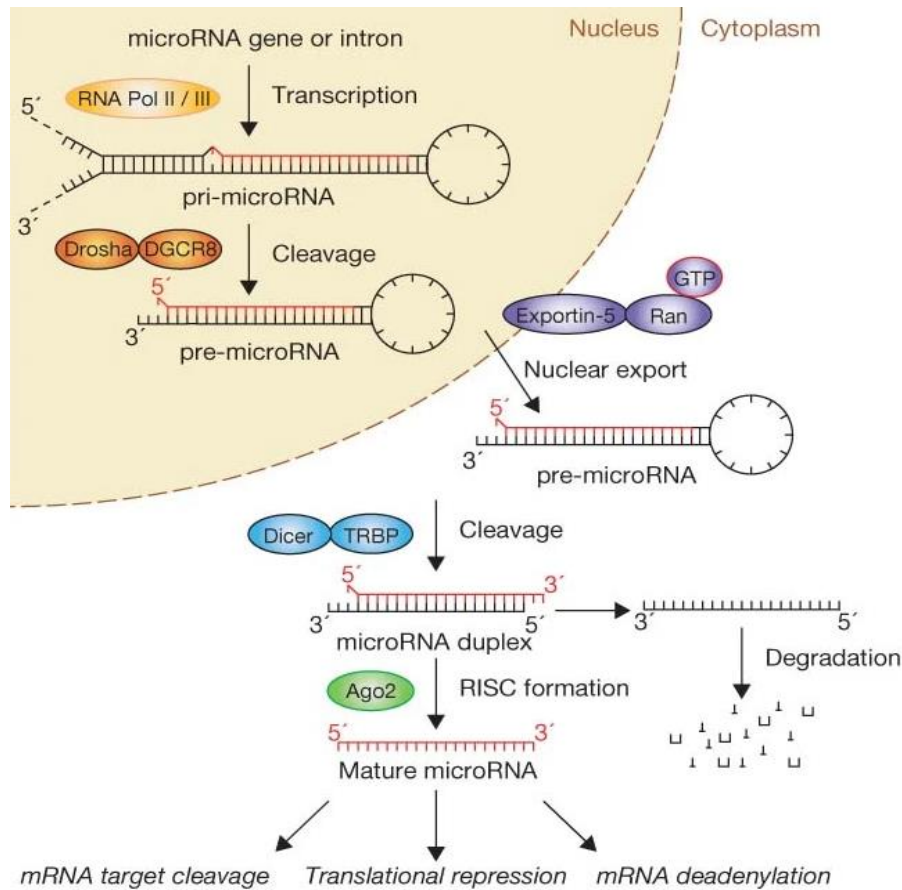 microRNA gene or intron
Nucleus
Cytoplasm
RNA Pol II / III
Transcription
5´
3´
pri-microRNA
Drosha
DGCR8
Cleavage
5´
3´
pre-microRNA
GTP
Exportin-5
Ran
Nuclear export
5´
3´
pre-microRNA
Dicer
TRBP
Cleavage
5´
3´
3´
5´
microRNA duplex
3´
5´
Degradation
Ago2
RISC formation
5´
3´
Mature microRNA
mRNA target cleavage
Translational repression
mRNA deadenylation